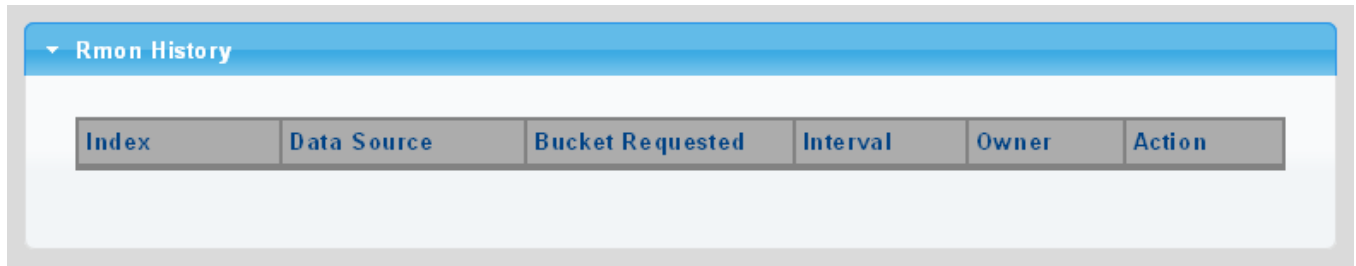 Rmon History
Index Data Source Bucket Requested Interval Owner Action